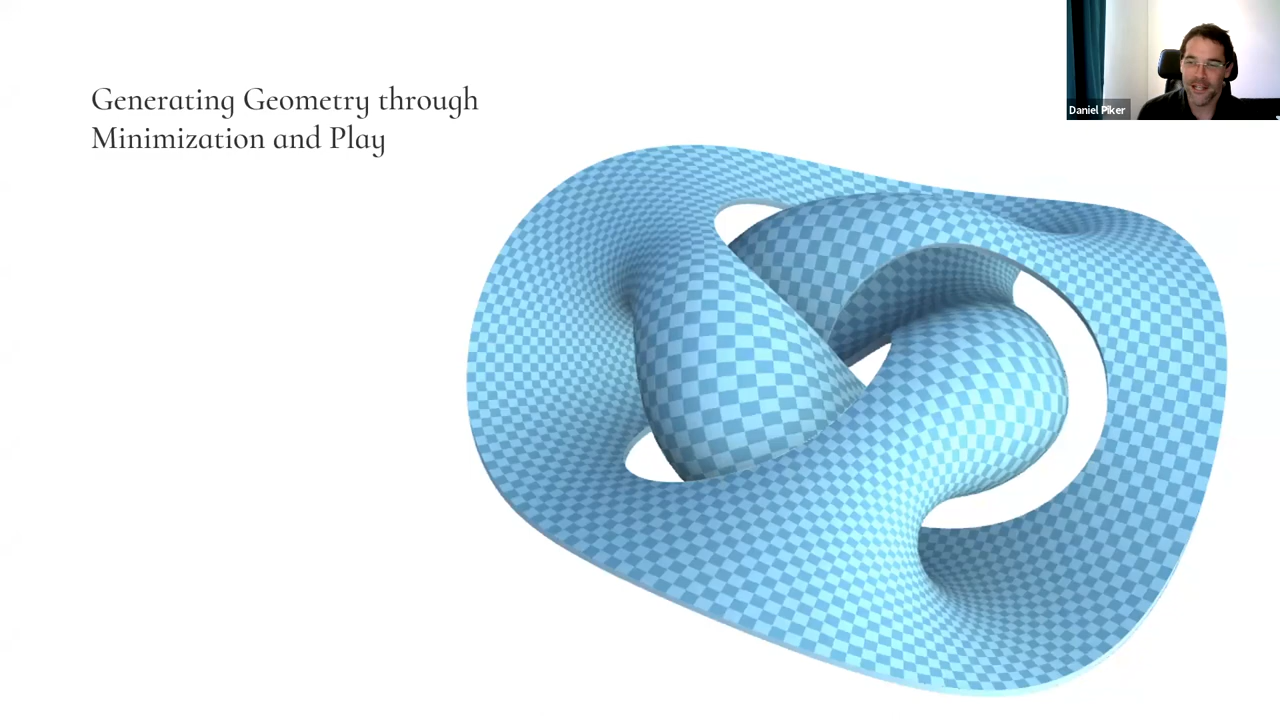 Generating Geometry through
Minimization and Play
Daniel Piker